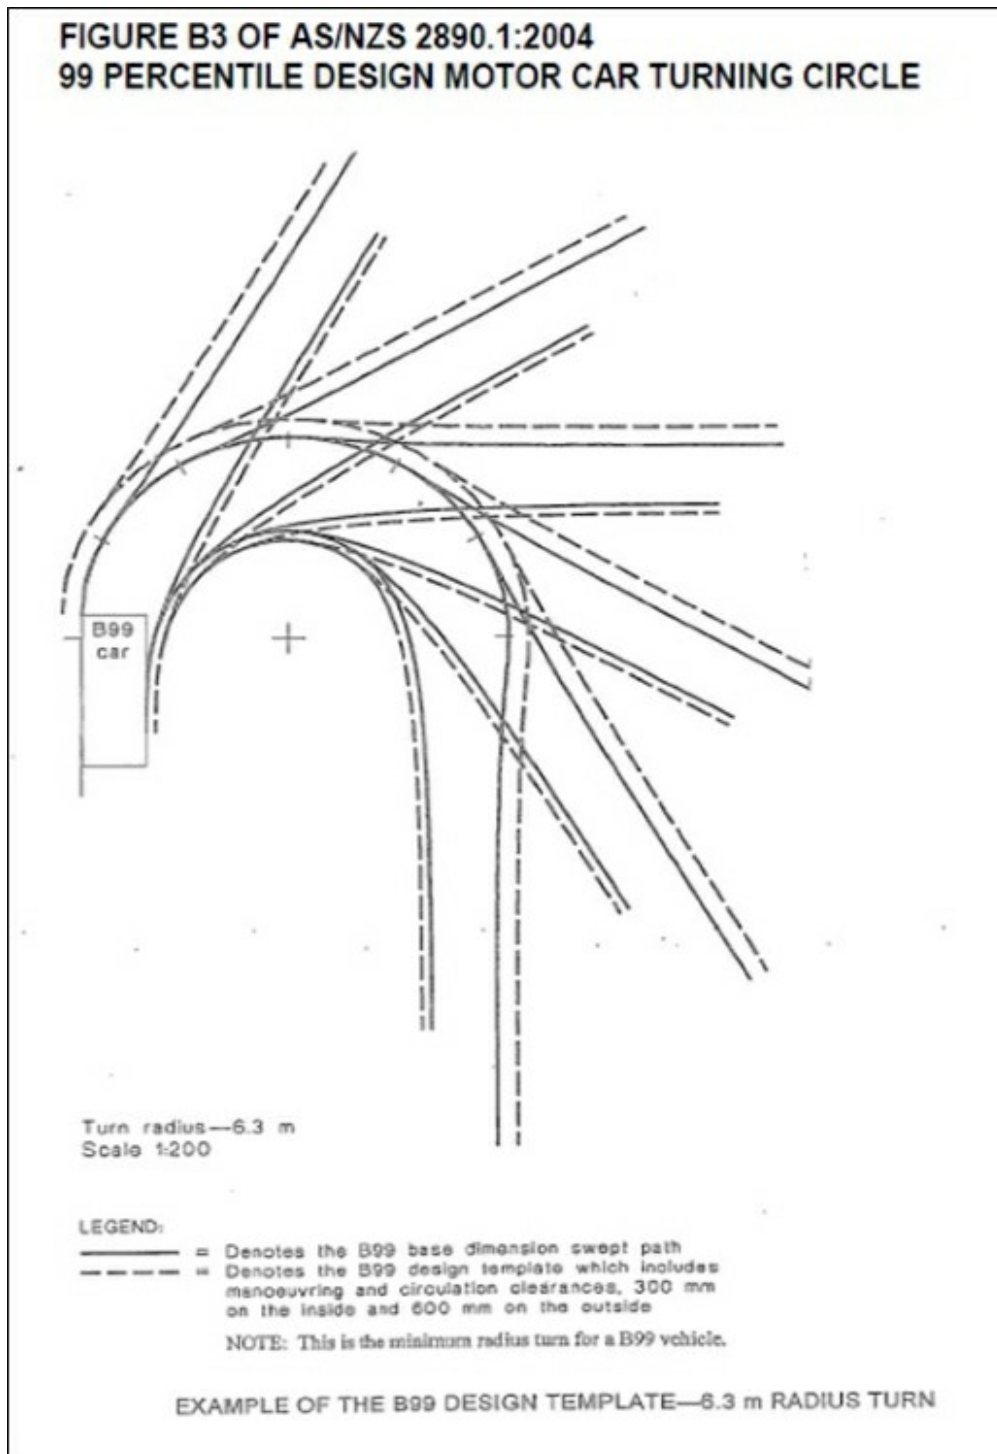 FIGURE B3 OF AS/NZS 2890.1:2004
99 PERCENTILE DESIGN MOTOR CAR TURNING CIRCLE
B99
car
Turn radius—6.3 m
Scale 1:200
LEGEND:
= Denotes the B99 base dimension swept path
= Denotes the B99 design template which includes
manoeuvring and circulation clearances, 300 mm
on the inside and 600 mm on the outside
NOTE: This is the minimum radius turn for a B99 vehicle.
EXAMPLE OF THE B99 DESIGN TEMPLATE—6.3 m RADIUS TURN